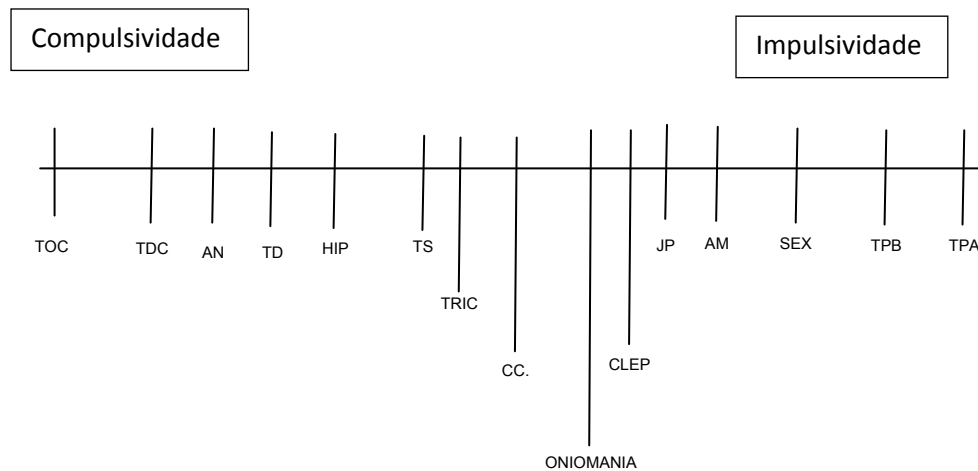 Compulsividade
Impulsividade
TOC
TDC
AN
TD
HIP
TS
TRIC
CC.
ONIOMANIA
CLEP
JP
AM
SEX
TPB
TPA